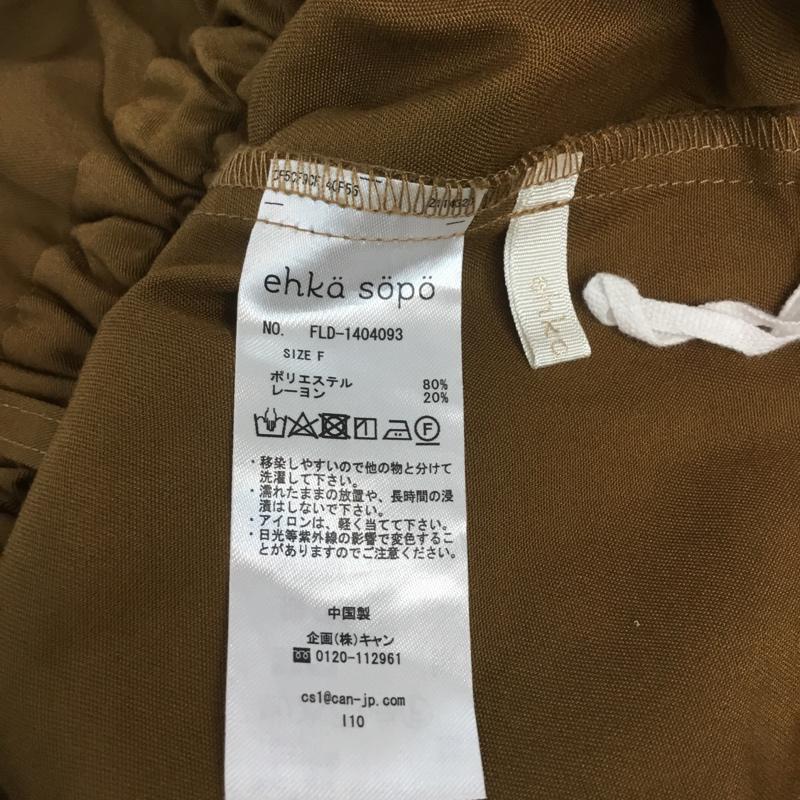 ehkä söpö
NO. FLD-1404093
SIZE F
ポリエステル 80%
レーヨン 20%
F
・移染しやすいので他の物と分けて
洗濯して下さい。
・濡れたままの放置や、長時間の浸
漬はしないで下さい。
・アイロンは、軽く当てて下さい。
・日光等紫外線の影響で変色するこ
とがありますのでご注意ください。
中国製
企画(株)キャン
0120-112961
cs1@can-jp.com
I10